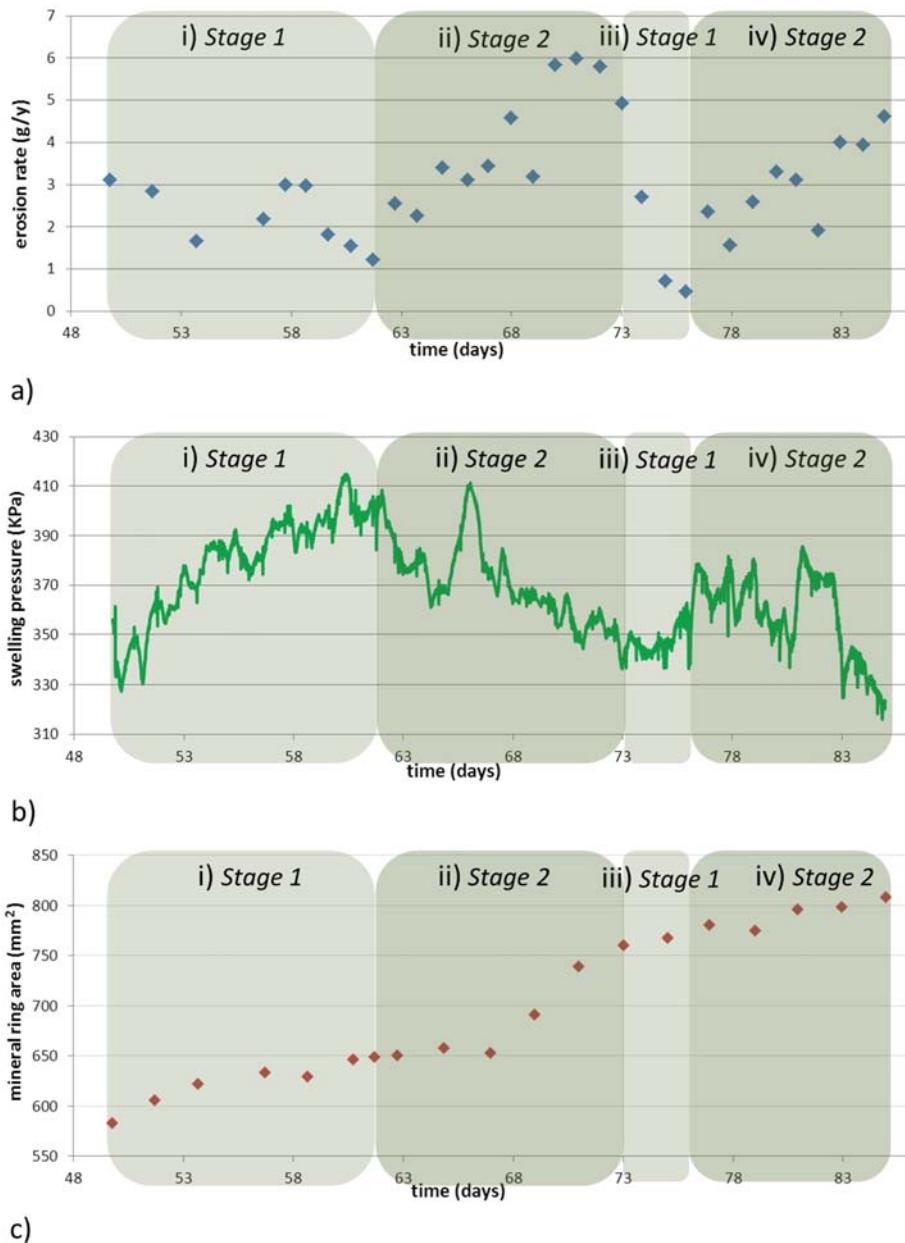 7
6
5
4
3
2
1
0
erosion rate (g/y)
i) Stage 1
ii) Stage 2
iii) Stage 1
iv) Stage 2
48 53 58 63 68 73 78 83
time (days)
a)
430
410
390
370
350
330
310
swelling pressure (KPa)
i) Stage 1
ii) Stage 2
iii) Stage 1
iv) Stage 2
48 53 58 63 68 73 78 83
time (days)
b)
850
800
750
700
650
600
550
mineral ring area (mm²)
i) Stage 1
ii) Stage 2
iii) Stage 1
iv) Stage 2
48 53 58 63 68 73 78 83
time (days)
c)